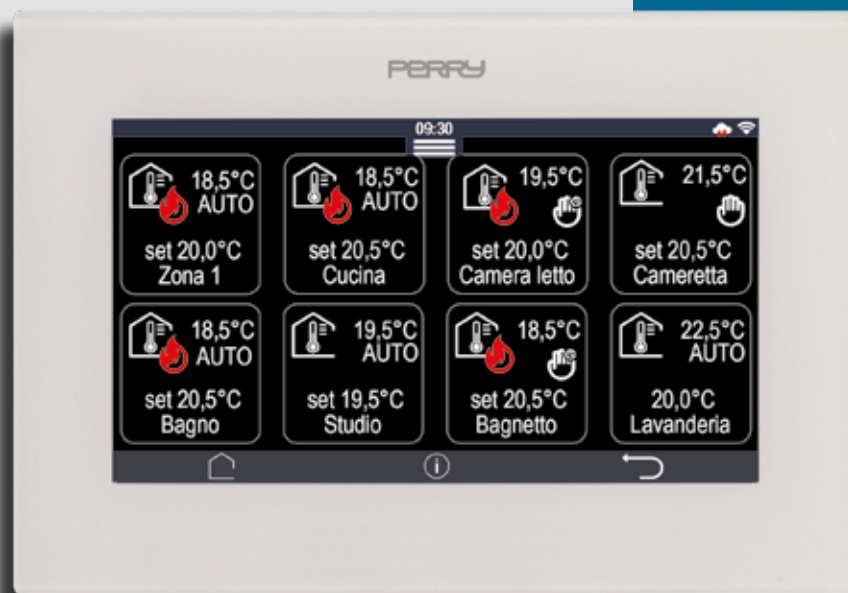 PERRY
09:30
18,5°C
AUTO
set 20,0°C
Zona 1
18,5°C
AUTO
set 20,5°C
Cucina
19,5°C
set 20,0°C
Camera letto
21,5°C
set 20,5°C
Cameretta
18,5°C
AUTO
set 20,5°C
Bagno
19,5°C
AUTO
set 19,5°C
Studio
18,5°C
set 20,5°C
Bagnetto
22,5°C
AUTO
20,0°C
Lavanderia